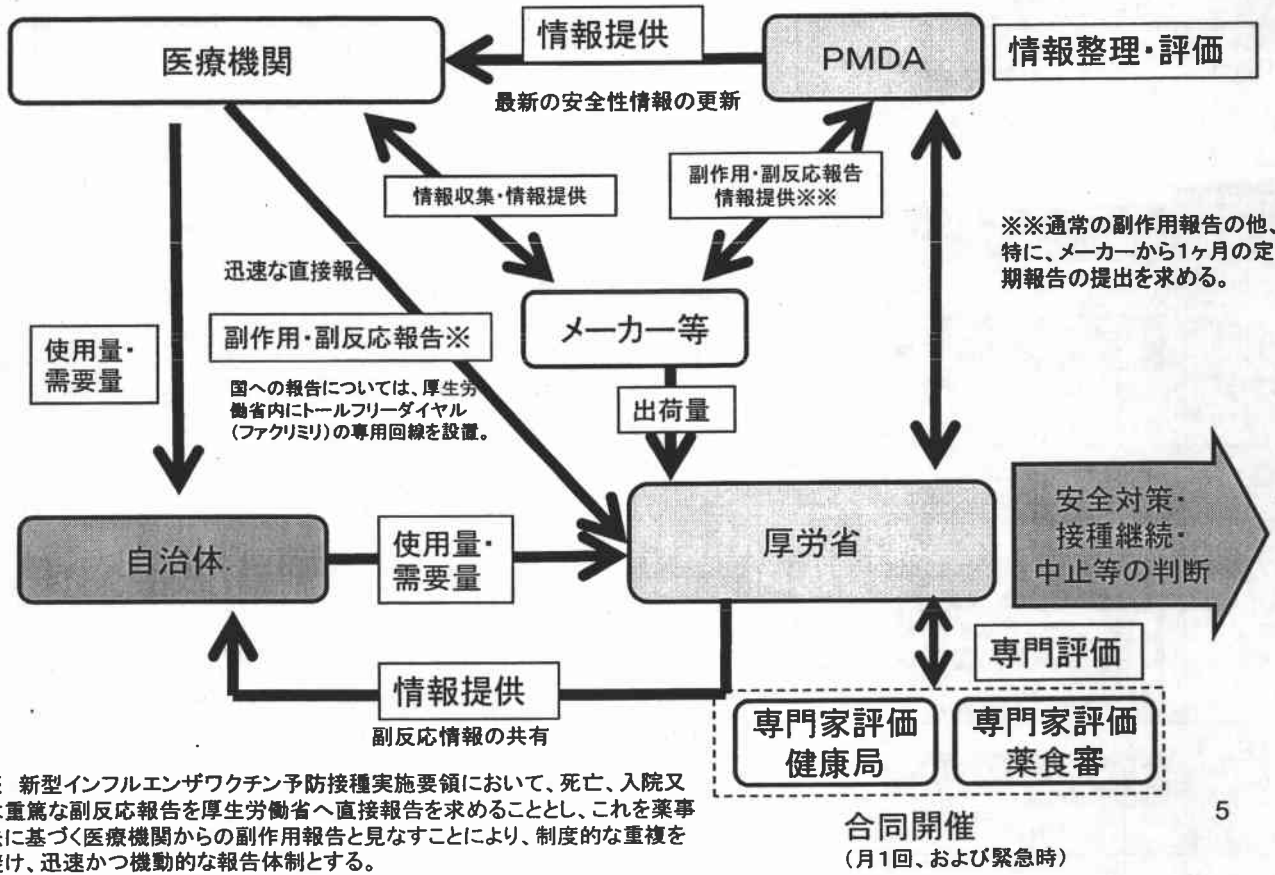 医療機関
情報提供
PMDA
情報整理・評価
最新の安全性情報の更新
情報収集・情報提供
副作用・副反応報告
情報提供※※
※※通常の副作用報告の他、
特に、メーカーから1ヶ月の定
期報告の提出を求める。
迅速な直接報告
メーカー等
使用量・
需要量
副作用・副反応報告※
国への報告については、厚生労
働省内にトールフリーダイヤル
(ファクリミリ)の専用回線を設置。
出荷量
自治体
使用量・
需要量
厚労省
安全対策・
接種継続・
中止等の判断
専門評価
情報提供
副反応情報の共有
専門家評価
健康局
専門家評価
薬食審
合同開催
(月1回、および緊急時)
新型インフルエンザワクチン予防接種実施要領において、死亡、入院又
重篤な副反応報告を厚生労働省へ直接報告を求めることとし、これを薬事
に基づく医療機関からの副作用報告と見なすことにより、制度的な重複を
け、迅速かつ機動的な報告体制とする。
5